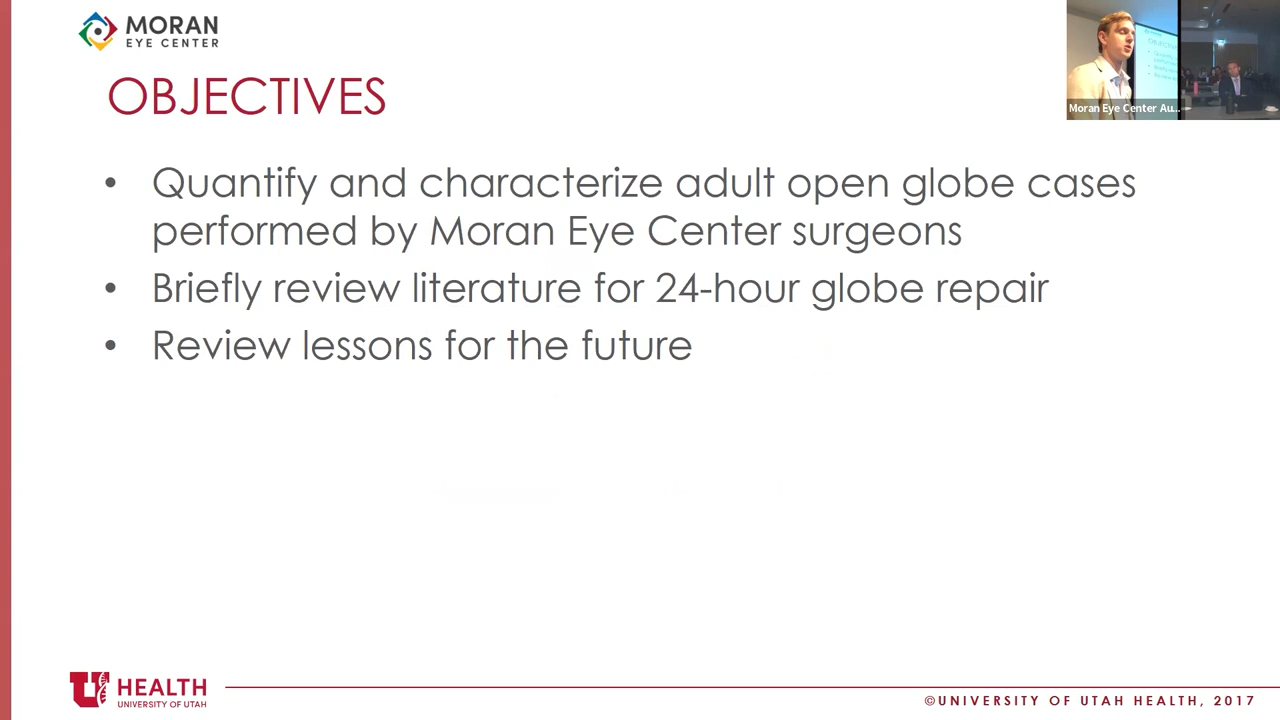 MORAN
EYE CENTER
OBJECTIVES
• Quantify and characterize adult open globe cases
performed by Moran Eye Center surgeons
• Briefly review literature for 24-hour globe repair
• Review lessons for the future
Moran Eye Center Au...
U HEALTH
UNIVERSITY OF UTAH
©UNIVERSITY OF UTAH HEALTH, 2017